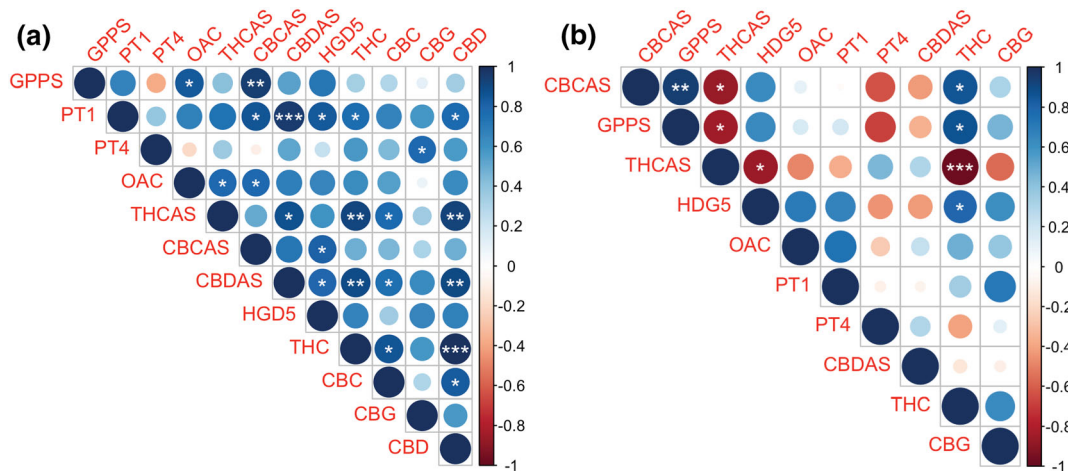 (a)
GPPS PT1 PT4 OAC THCAS CBCAS CBDAS HGD5 THC CBC CBG CBD
GPPS * **
PT1 * *** * * *
PT4 *
OAC * *
THCAS * ** * **
CBCAS *
CBDAS * ** * **
HGD5
THC * ***
CBC *
CBG
CBD
1
0.8
0.6
0.4
0.2
0
-0.2
-0.4
-0.6
-0.8
-1
(b)
CBCAS GPPS THCAS HDG5 OAC PT1 PT4 CBDAS THC CBG
CBCAS ** * *
GPPS * *
THCAS * ***
HDG5 *
OAC
PT1
PT4
CBDAS
THC
CBG
1
0.8
0.6
0.4
0.2
0
-0.2
-0.4
-0.6
-0.8
-1